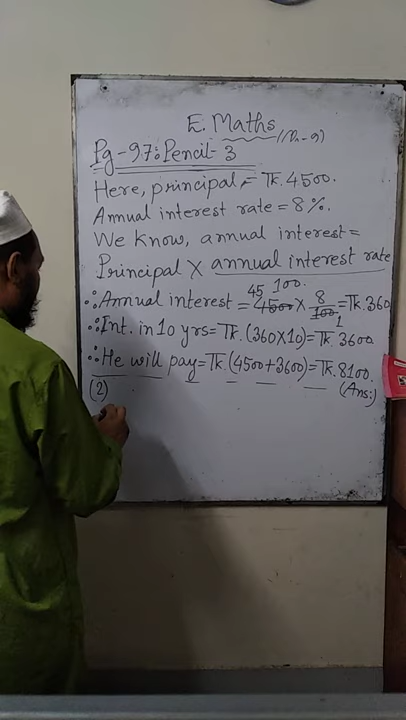 E. Maths
Pg-97: Pencil-3
Here, principal = Tk. 4500.
Annual interest rate = 8%.
We know, annual interest =
Principal × annual interest rate
100.
∴ Annual interest = 4500 45 × 8/100 1 = Tk. 360
∴ Int. in 10 yrs = Tk. (360×10) = Tk. 3600
∴ He will pay = Tk. (4500+3600) = Tk. 8100.
(2) (Ans:)